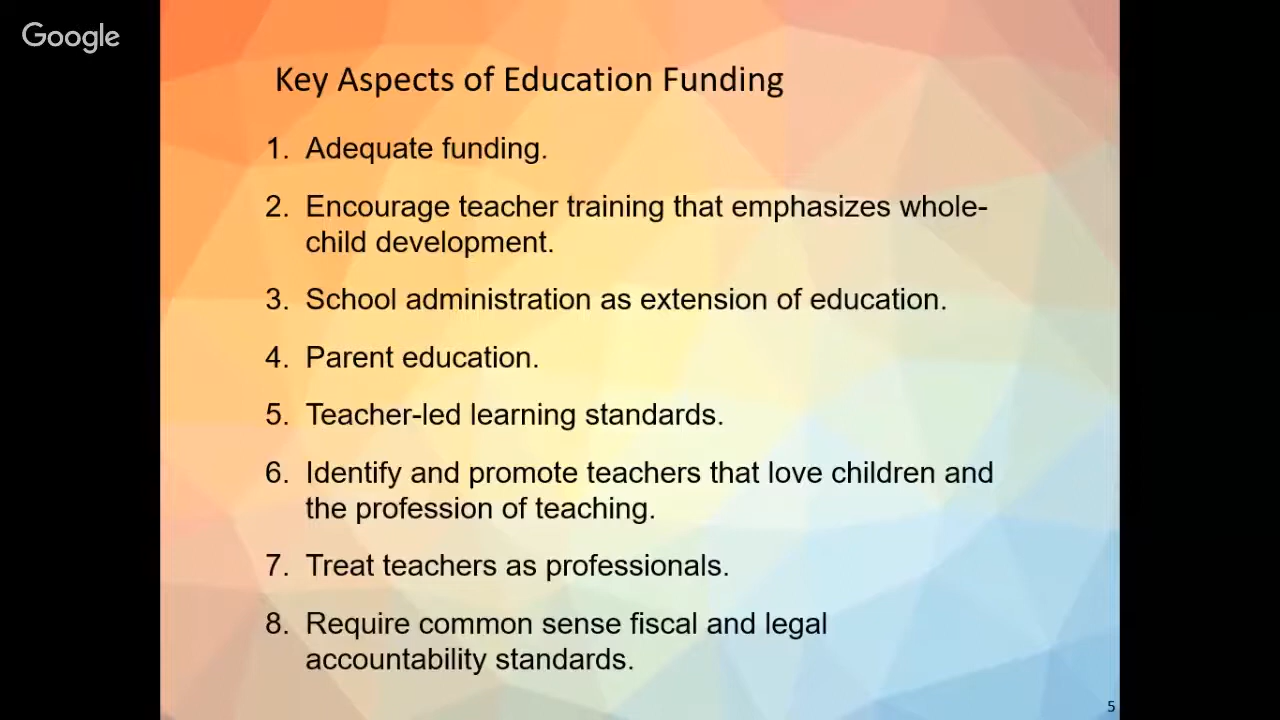 Google
Key Aspects of Education Funding
1. Adequate funding.
2. Encourage teacher training that emphasizes whole-
child development.
3. School administration as extension of education.
4. Parent education.
5. Teacher-led learning standards.
6. Identify and promote teachers that love children and
the profession of teaching.
7. Treat teachers as professionals.
8. Require common sense fiscal and legal
accountability standards.
5